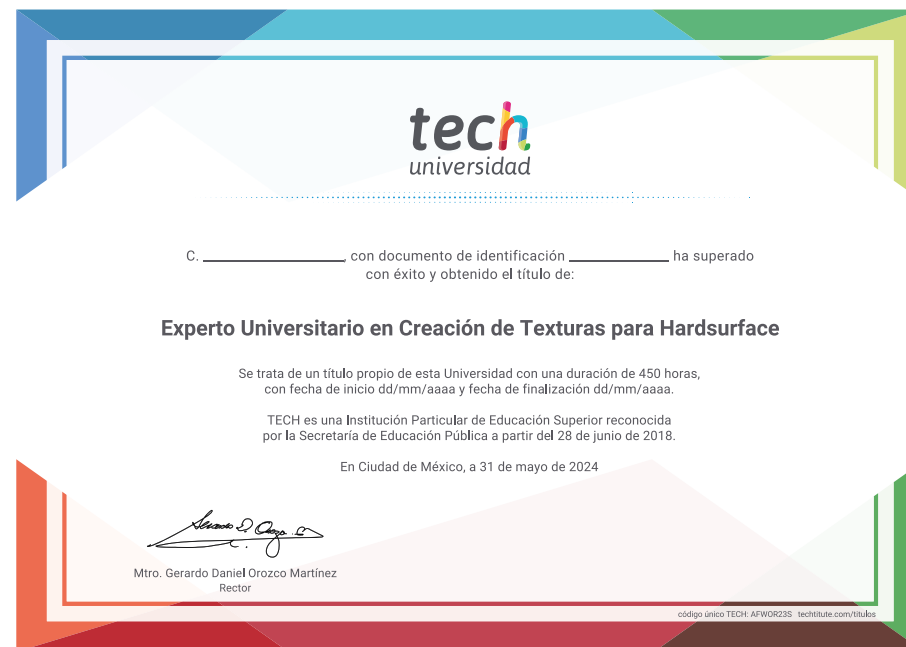 tech
universidad
C. ____________, con documento de identificación ____________ ha superado
con éxito y obtenido el título de:
Experto Universitario en Creación de Texturas para Hardsurface
Se trata de un título propio de esta Universidad con una duración de 450 horas,
con fecha de inicio dd/mm/aaaa y fecha de finalización dd/mm/aaaa.
TECH es una Institución Particular de Educación Superior reconocida
por la Secretaría de Educación Pública a partir del 28 de junio de 2018.
En Ciudad de México, a 31 de mayo de 2024
Mtro. Gerardo Daniel Orozco Martínez
Rector
código único TECH: AFWOR23S techtitute.com/titulos